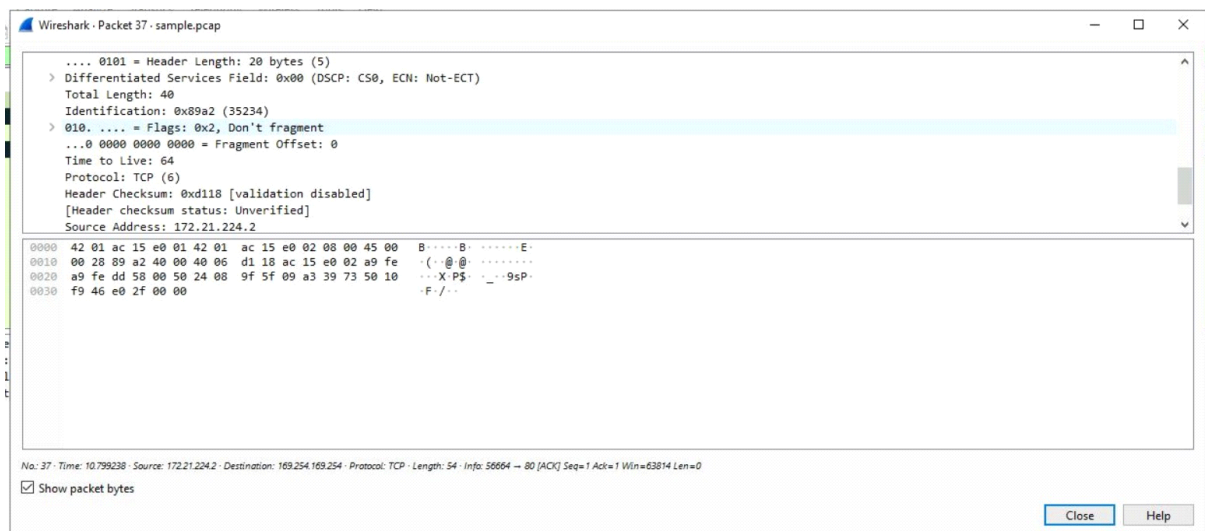 Wireshark · Packet 37 · sample.pcap
.... 0101 = Header Length: 20 bytes (5)
> Differentiated Services Field: 0x00 (DSCP: CS0, ECN: Not-ECT)
Total Length: 40
Identification: 0x89a2 (35234)
> 010. .... = Flags: 0x2, Don't fragment
...0 0000 0000 0000 = Fragment Offset: 0
Time to Live: 64
Protocol: TCP (6)
Header Checksum: 0xd118 [validation disabled]
[Header checksum status: Unverified]
Source Address: 172.21.224.2
0000 42 01 ac 15 e0 01 42 01 ac 15 e0 02 08 00 45 00 B·····B· ······E·
0010 00 28 89 a2 40 00 40 06 d1 18 ac 15 e0 02 a9 fe ·(··@·@· ········
0020 a9 fe dd 58 00 50 24 08 9f 5f 09 a3 39 73 50 10 ···X·P$· ·_··9sP·
0030 f9 46 e0 2f 00 00 ·F·/··
No.: 37 · Time: 10.799238 · Source: 172.21.224.2 · Destination: 169.254.169.254 · Protocol: TCP · Length: 54 · Info: 56664 → 80 [ACK] Seq=1 Ack=1 Win=63814 Len=0
Show packet bytes
Close Help